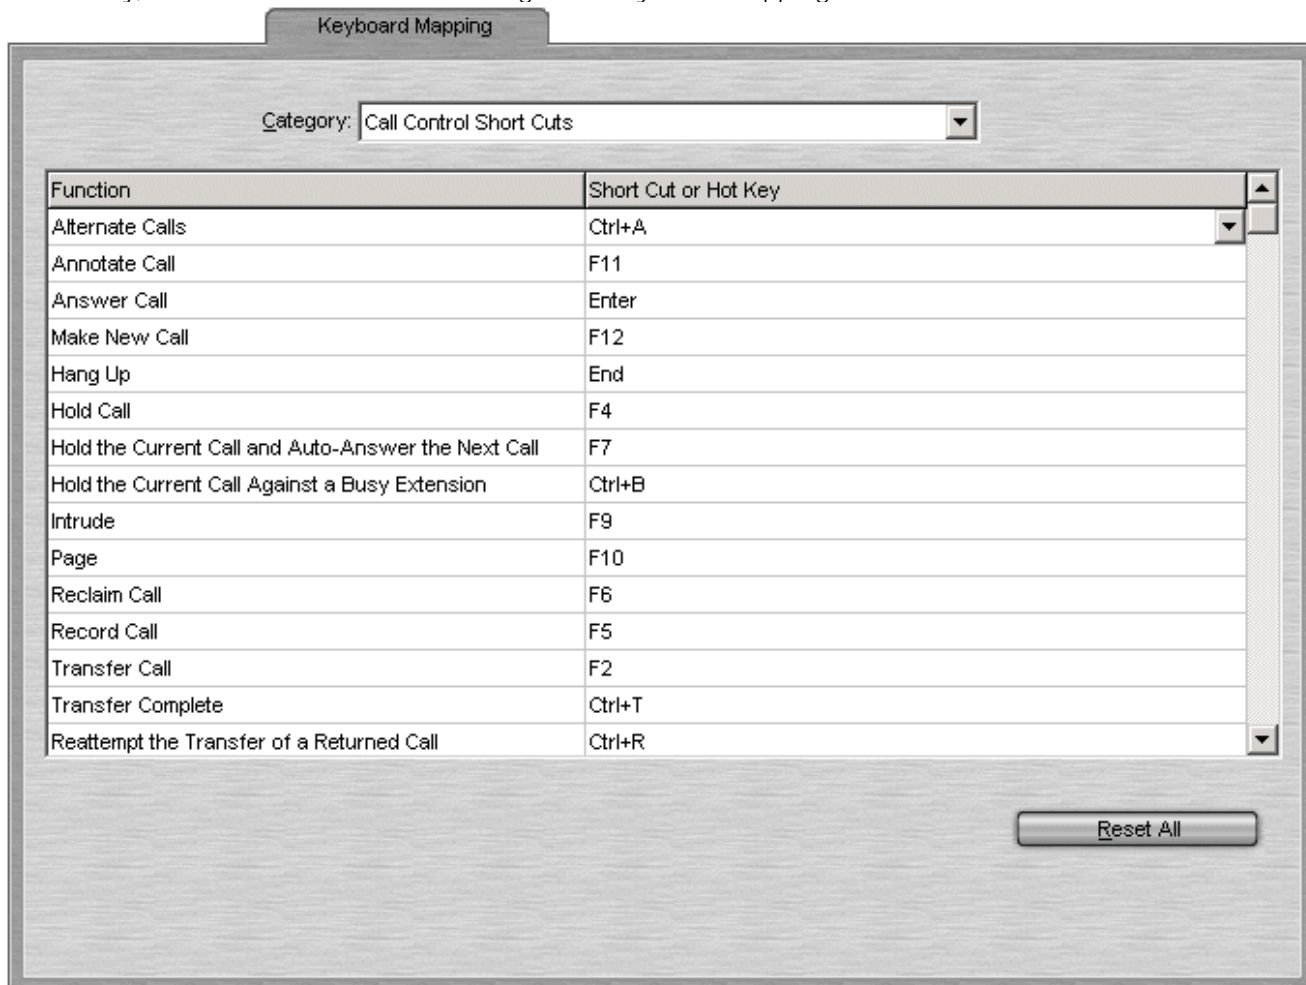 Keyboard Mapping
Category: Call Control Short Cuts
Function Short Cut or Hot Key
Alternate Calls Ctrl+A
Annotate Call F11
Answer Call Enter
Make New Call F12
Hang Up End
Hold Call F4
Hold the Current Call and Auto-Answer the Next Call F7
Hold the Current Call Against a Busy Extension Ctrl+B
Intrude F9
Page F10
Reclaim Call F6
Record Call F5
Transfer Call F2
Transfer Complete Ctrl+T
Reattempt the Transfer of a Returned Call Ctrl+R
Reset All